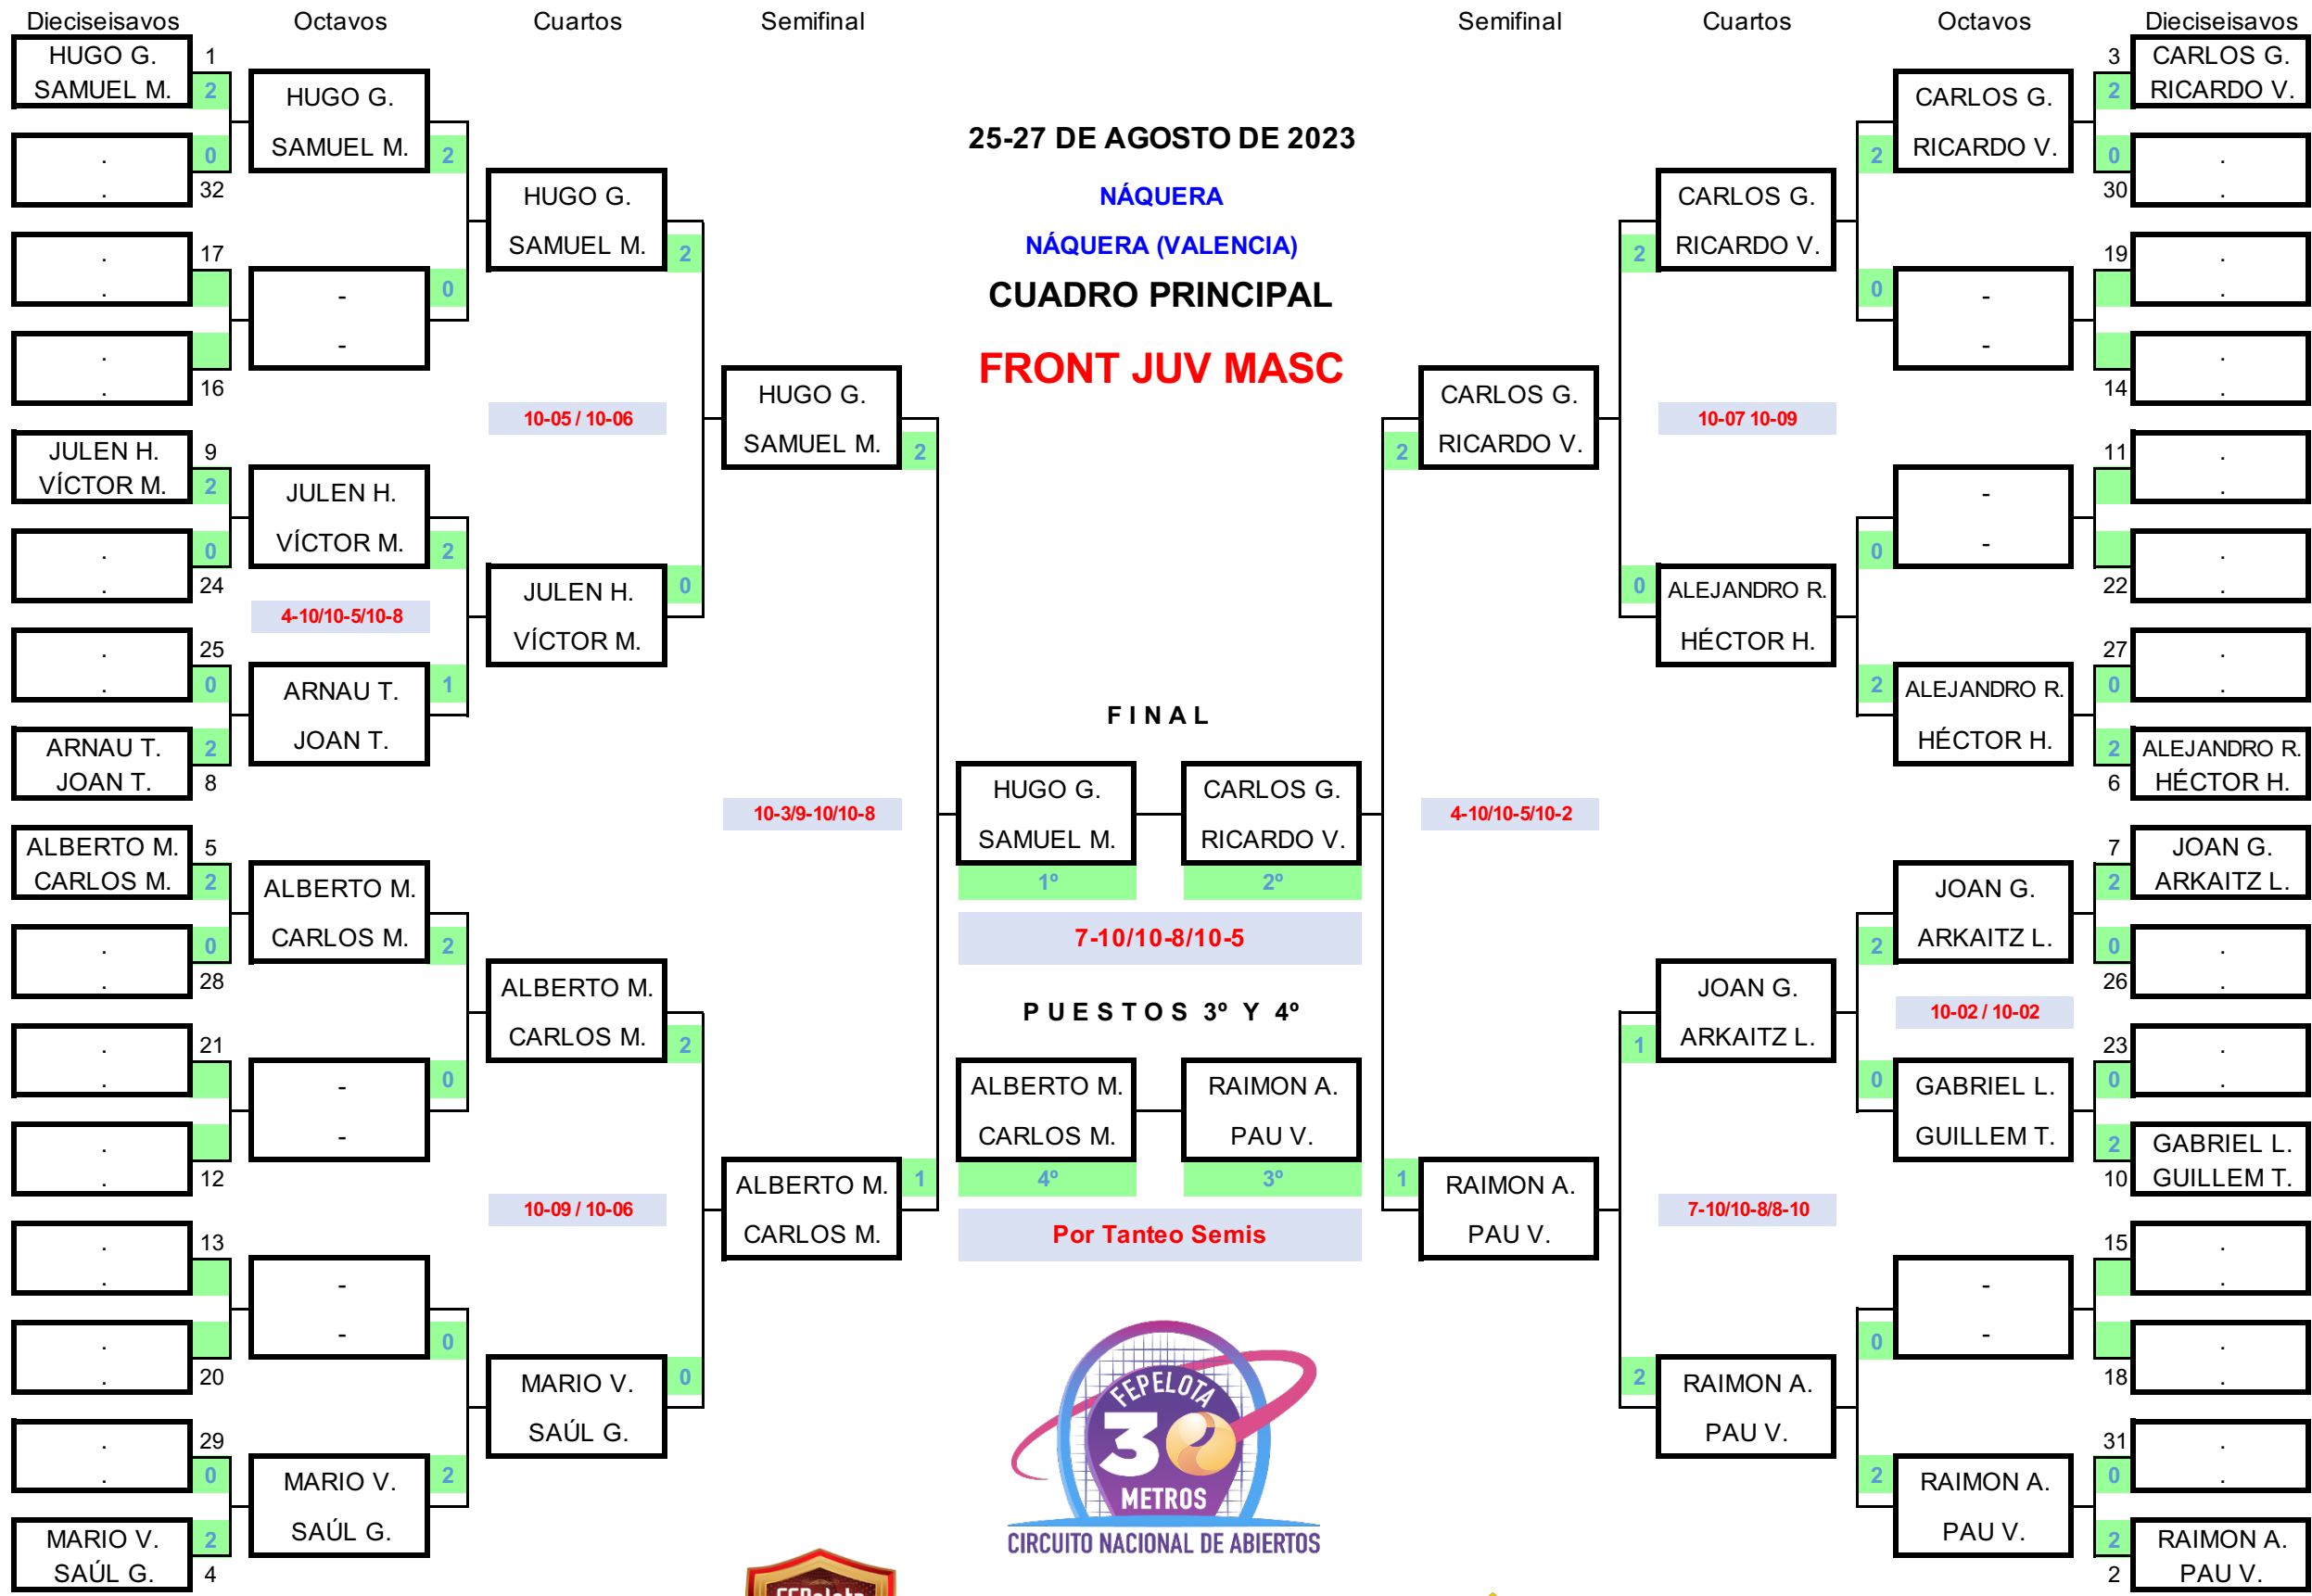 Dieciseisavos
Octavos
Cuartos
Semifinal
Semifinal
Cuartos
Octavos
Dieciseisavos
HUGO G.
SAMUEL M.
1
2
.
.
0
32
.
.
17
.
.
16
JULEN H.
VÍCTOR M.
9
2
.
.
0
24
.
.
25
0
ARNAU T.
JOAN T.
2
8
ALBERTO M.
CARLOS M.
5
2
.
.
0
28
.
.
21
.
.
12
.
.
13
.
.
20
.
.
29
0
MARIO V.
SAÚL G.
2
4
HUGO G.
SAMUEL M.
2
-
-
0
JULEN H.
VÍCTOR M.
2
4-10/10-5/10-8
ARNAU T.
JOAN T.
1
ALBERTO M.
CARLOS M.
2
-
-
0
-
-
0
MARIO V.
SAÚL G.
2
HUGO G.
SAMUEL M.
2
10-05 / 10-06
JULEN H.
VÍCTOR M.
0
ALBERTO M.
CARLOS M.
2
10-09 / 10-06
MARIO V.
SAÚL G.
0
HUGO G.
SAMUEL M.
2
10-3/9-10/10-8
ALBERTO M.
CARLOS M.
1
25-27 DE AGOSTO DE 2023
NÁQUERA
NÁQUERA (VALENCIA)
CUADRO PRINCIPAL
FRONT JUV MASC
FINAL
HUGO G.
SAMUEL M.
1º
CARLOS G.
RICARDO V.
2º
7-10/10-8/10-5
PUESTOS 3º Y 4º
ALBERTO M.
CARLOS M.
4º
RAIMON A.
PAU V.
3º
Por Tanteo Semis
FEPELOTA
30
METROS
CIRCUITO NACIONAL DE ABIERTOS
FEPelota
CARLOS G.
RICARDO V.
2
4-10/10-5/10-2
RAIMON A.
PAU V.
1
CARLOS G.
RICARDO V.
2
10-07 10-09
ALEJANDRO R.
HÉCTOR H.
0
JOAN G.
ARKAITZ L.
1
7-10/10-8/8-10
RAIMON A.
PAU V.
2
CARLOS G.
RICARDO V.
2
-
-
0
-
-
0
ALEJANDRO R.
HÉCTOR H.
2
JOAN G.
ARKAITZ L.
2
10-02 / 10-02
GABRIEL L.
GUILLEM T.
0
-
-
0
RAIMON A.
PAU V.
2
3
2
CARLOS G.
RICARDO V.
0
30
.
.
19
.
.
14
.
.
11
.
.
22
.
.
27
0
.
.
2
6
ALEJANDRO R.
HÉCTOR H.
7
2
JOAN G.
ARKAITZ L.
0
26
.
.
23
0
.
.
2
10
GABRIEL L.
GUILLEM T.
15
.
.
18
.
.
31
0
.
.
2
2
RAIMON A.
PAU V.